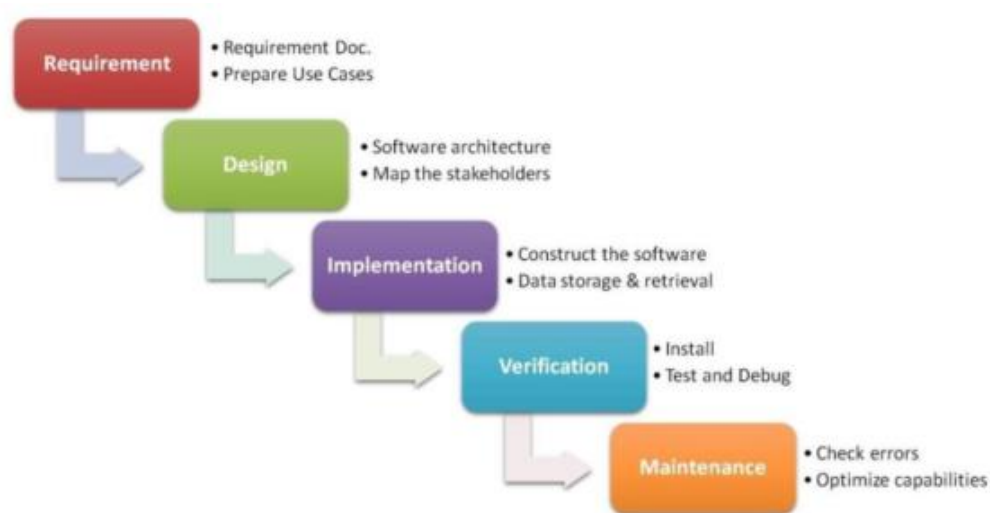 Requirement
• Requirement Doc.
• Prepare Use Cases
Design
• Software architecture
• Map the stakeholders
Implementation
• Construct the software
• Data storage & retrieval
Verification
• Install
• Test and Debug
Maintenance
• Check errors
• Optimize capabilities